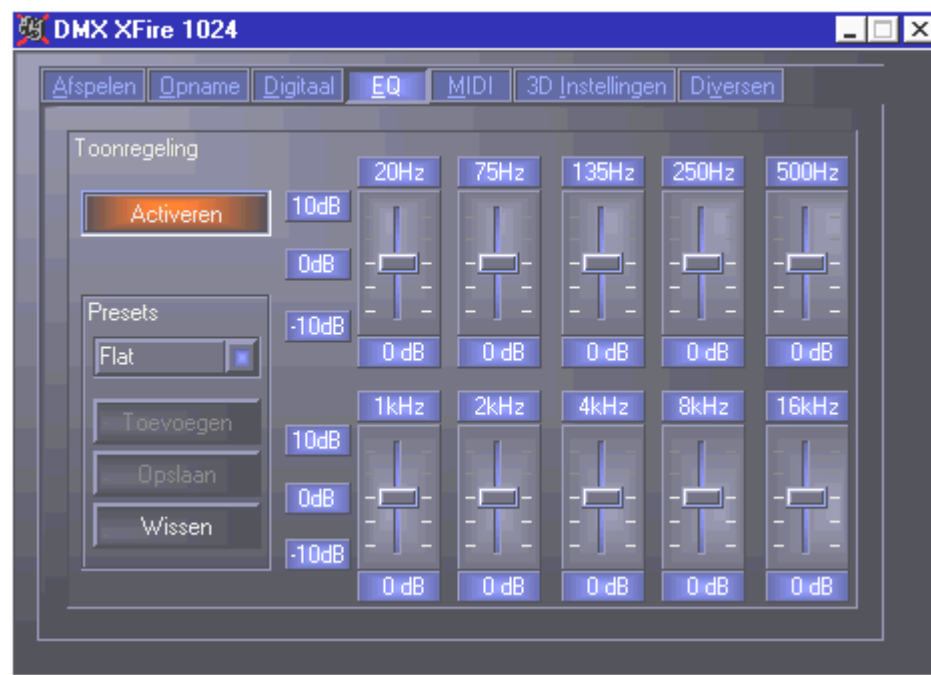 DMX XFire 1024
Afspelen Opname Digitaal EQ MIDI 3D Instellingen Diversen
Toonregeling
20Hz 75Hz 135Hz 250Hz 500Hz
Activeren
10dB
0dB
Presets
-10dB
Flat
0 dB 0 dB 0 dB 0 dB 0 dB
1kHz 2kHz 4kHz 8kHz 16kHz
Toevoegen
10dB
Opslaan
0dB
Wissen
-10dB
0 dB 0 dB 0 dB 0 dB 0 dB